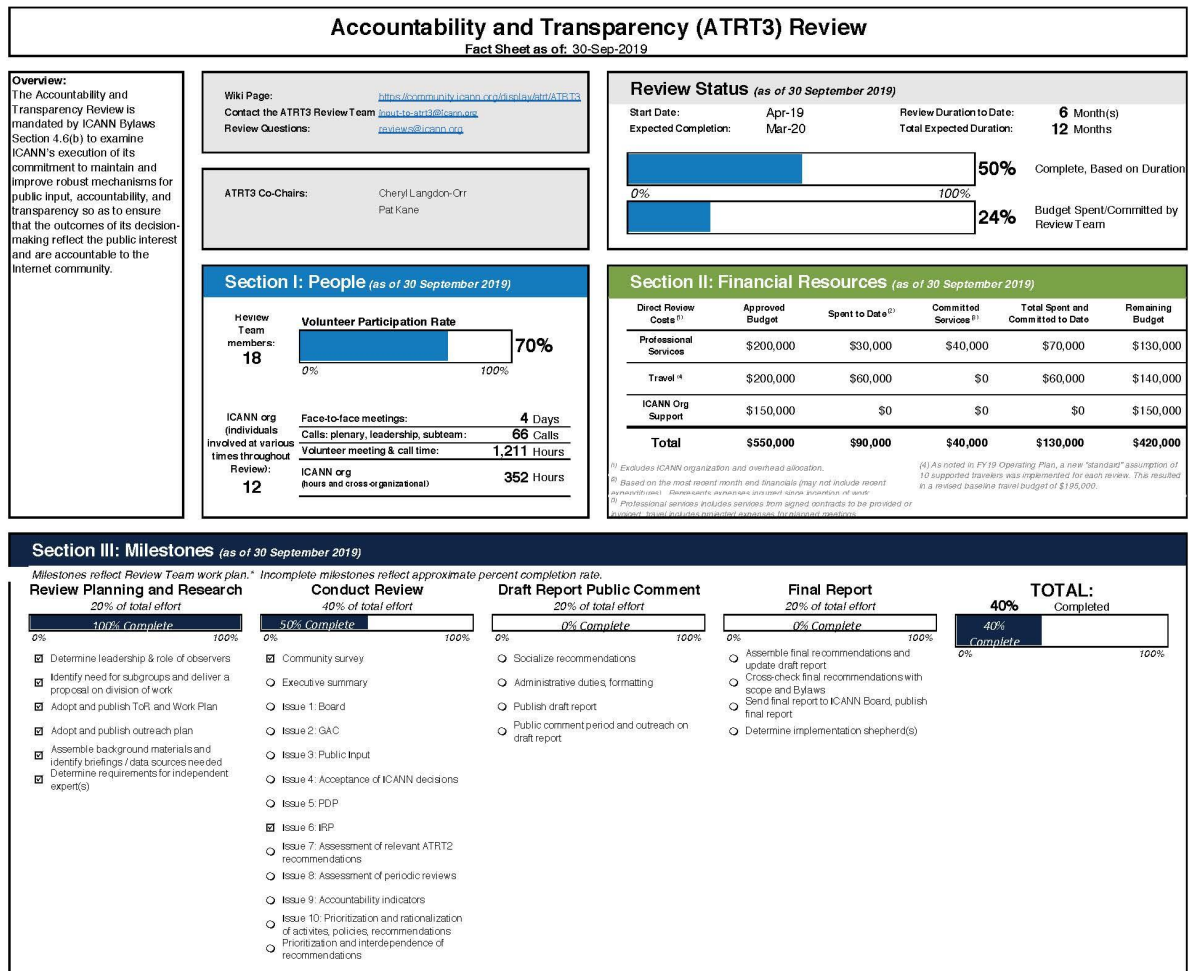 Accountability and Transparency (ATRT3) Review
Fact Sheet as of: 30-Sep-2019
Overview:
The Accountability and
Transparency Review is
mandated by ICANN Bylaws
Section 4.6(b) to examine
ICANN's execution of its
commitment to maintain and
improve robust mechanisms for
public input, accountability, and
transparency so as to ensure
that the outcomes of its decision-
making reflect the public interest
and are accountable to the
Internet community.
Wiki Page: https://community.icann.org/display/atrt/ATRT3
Contact the ATRT3 Review Team input-to-atrt3@icann.org
Review Questions: reviews@icann.org
ATRT3 Co-Chairs: Cheryl Langdon-Orr
Pat Kane
Review Status (as of 30 September 2019)
Start Date: Apr-19 Review Duration to Date: 6 Month(s)
Expected Completion: Mar-20 Total Expected Duration: 12 Months
50% Complete, Based on Duration
0% 100%
24% Budget Spent/Committed by
Review Team
Section I: People (as of 30 September 2019)
Review
Team
members:
18
Volunteer Participation Rate
70%
0% 100%
ICANN org
(individuals
involved at various
times throughout
Review):
12
Face-to-face meetings: 4 Days
Calls: plenary, leadership, subteam: 66 Calls
Volunteer meeting & call time: 1,211 Hours
ICANN org
(hours and cross-organizational) 352 Hours
Section II: Financial Resources (as of 30 September 2019)
Direct Review Costs (1) Approved Budget Spent to Date (2) Committed Services (3) Total Spent and Committed to Date Remaining Budget
Professional Services $200,000 $30,000 $40,000 $70,000 $130,000
Travel (4 $200,000 $60,000 $0 $60,000 $140,000
ICANN Org Support $150,000 $0 $0 $0 $150,000
Total $550,000 $90,000 $40,000 $130,000 $420,000
(1) Excludes ICANN organization and overhead allocation.
(2) Based on the most recent month end financials (may not include recent
expenditures). Represents expenses incurred since inception of work.
(3) Professional services includes services from signed contracts to be provided or
invoiced, travel includes projected expenses for planned meetings.
(4) As noted in FY19 Operating Plan, a new "standard" assumption of
10 supported travelers was implemented for each review. This resulted
in a revised baseline travel budget of $195,000.
Section III: Milestones (as of 30 September 2019)
Milestones reflect Review Team work plan.* Incomplete milestones reflect approximate percent completion rate.
Review Planning and Research
20% of total effort
100% Complete
0% 100%
Determine leadership & role of observers
Identify need for subgroups and deliver a
proposal on division of work
Adopt and publish ToR and Work Plan
Adopt and publish outreach plan
Assemble background materials and
identify briefings / data sources needed
Determine requirements for independent
expert(s)
Conduct Review
40% of total effort
50% Complete
0% 100%
Community survey
Executive summary
Issue 1: Board
Issue 2: GAC
Issue 3: Public Input
Issue 4: Acceptance of ICANN decisions
Issue 5: PDP
Issue 6: IRP
Issue 7: Assessment of relevant ATRT2
recommendations
Issue 8: Assessment of periodic reviews
Issue 9: Accountability indicators
Issue 10: Prioritization and rationalization
of activites, policies, recommendations
Prioritization and interdependence of
recommendations
Draft Report Public Comment
20% of total effort
0% Complete
0% 100%
Socialize recommendations
Administrative duties, formatting
Publish draft report
Public comment period and outreach on
draft report
Final Report
20% of total effort
0% Complete
0% 100%
Assemble final recommendations and
update draft report
Cross-check final recommendations with
scope and Bylaws
Send final report to ICANN Board, publish
final report
Determine implementation shepherd(s)
TOTAL:
40% Completed
40%
Complete
0% 100%